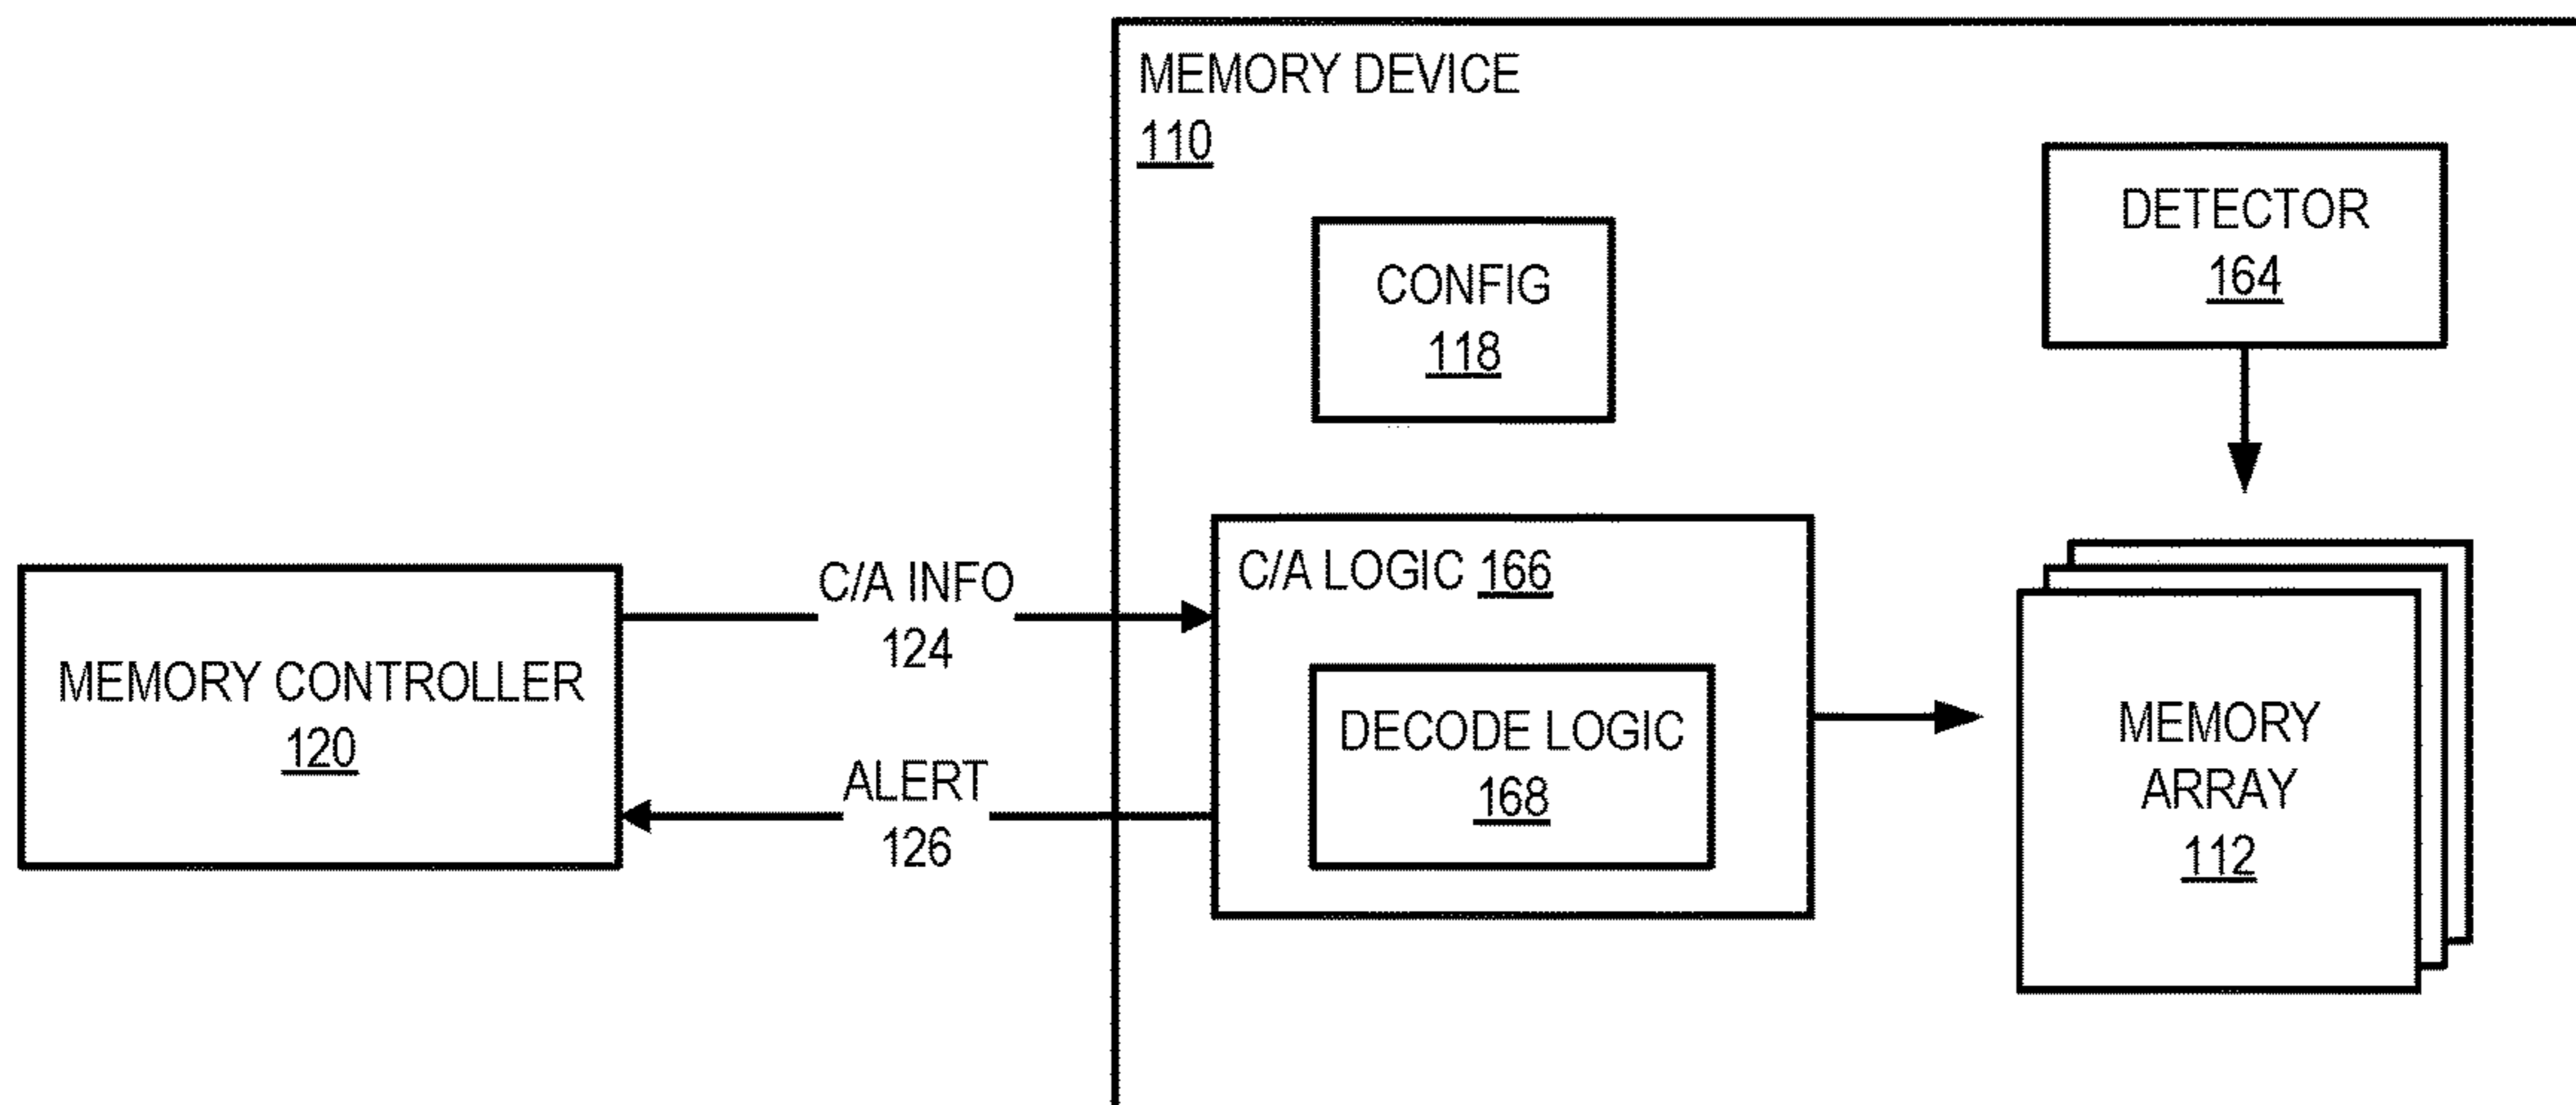 MEMORY DEVICE
110
DETECTOR
164
CONFIG
118
C/A INFO
124
C/A LOGIC 166
MEMORY CONTROLLER
120
DECODE LOGIC
168
ALERT
126
MEMORY
ARRAY
112